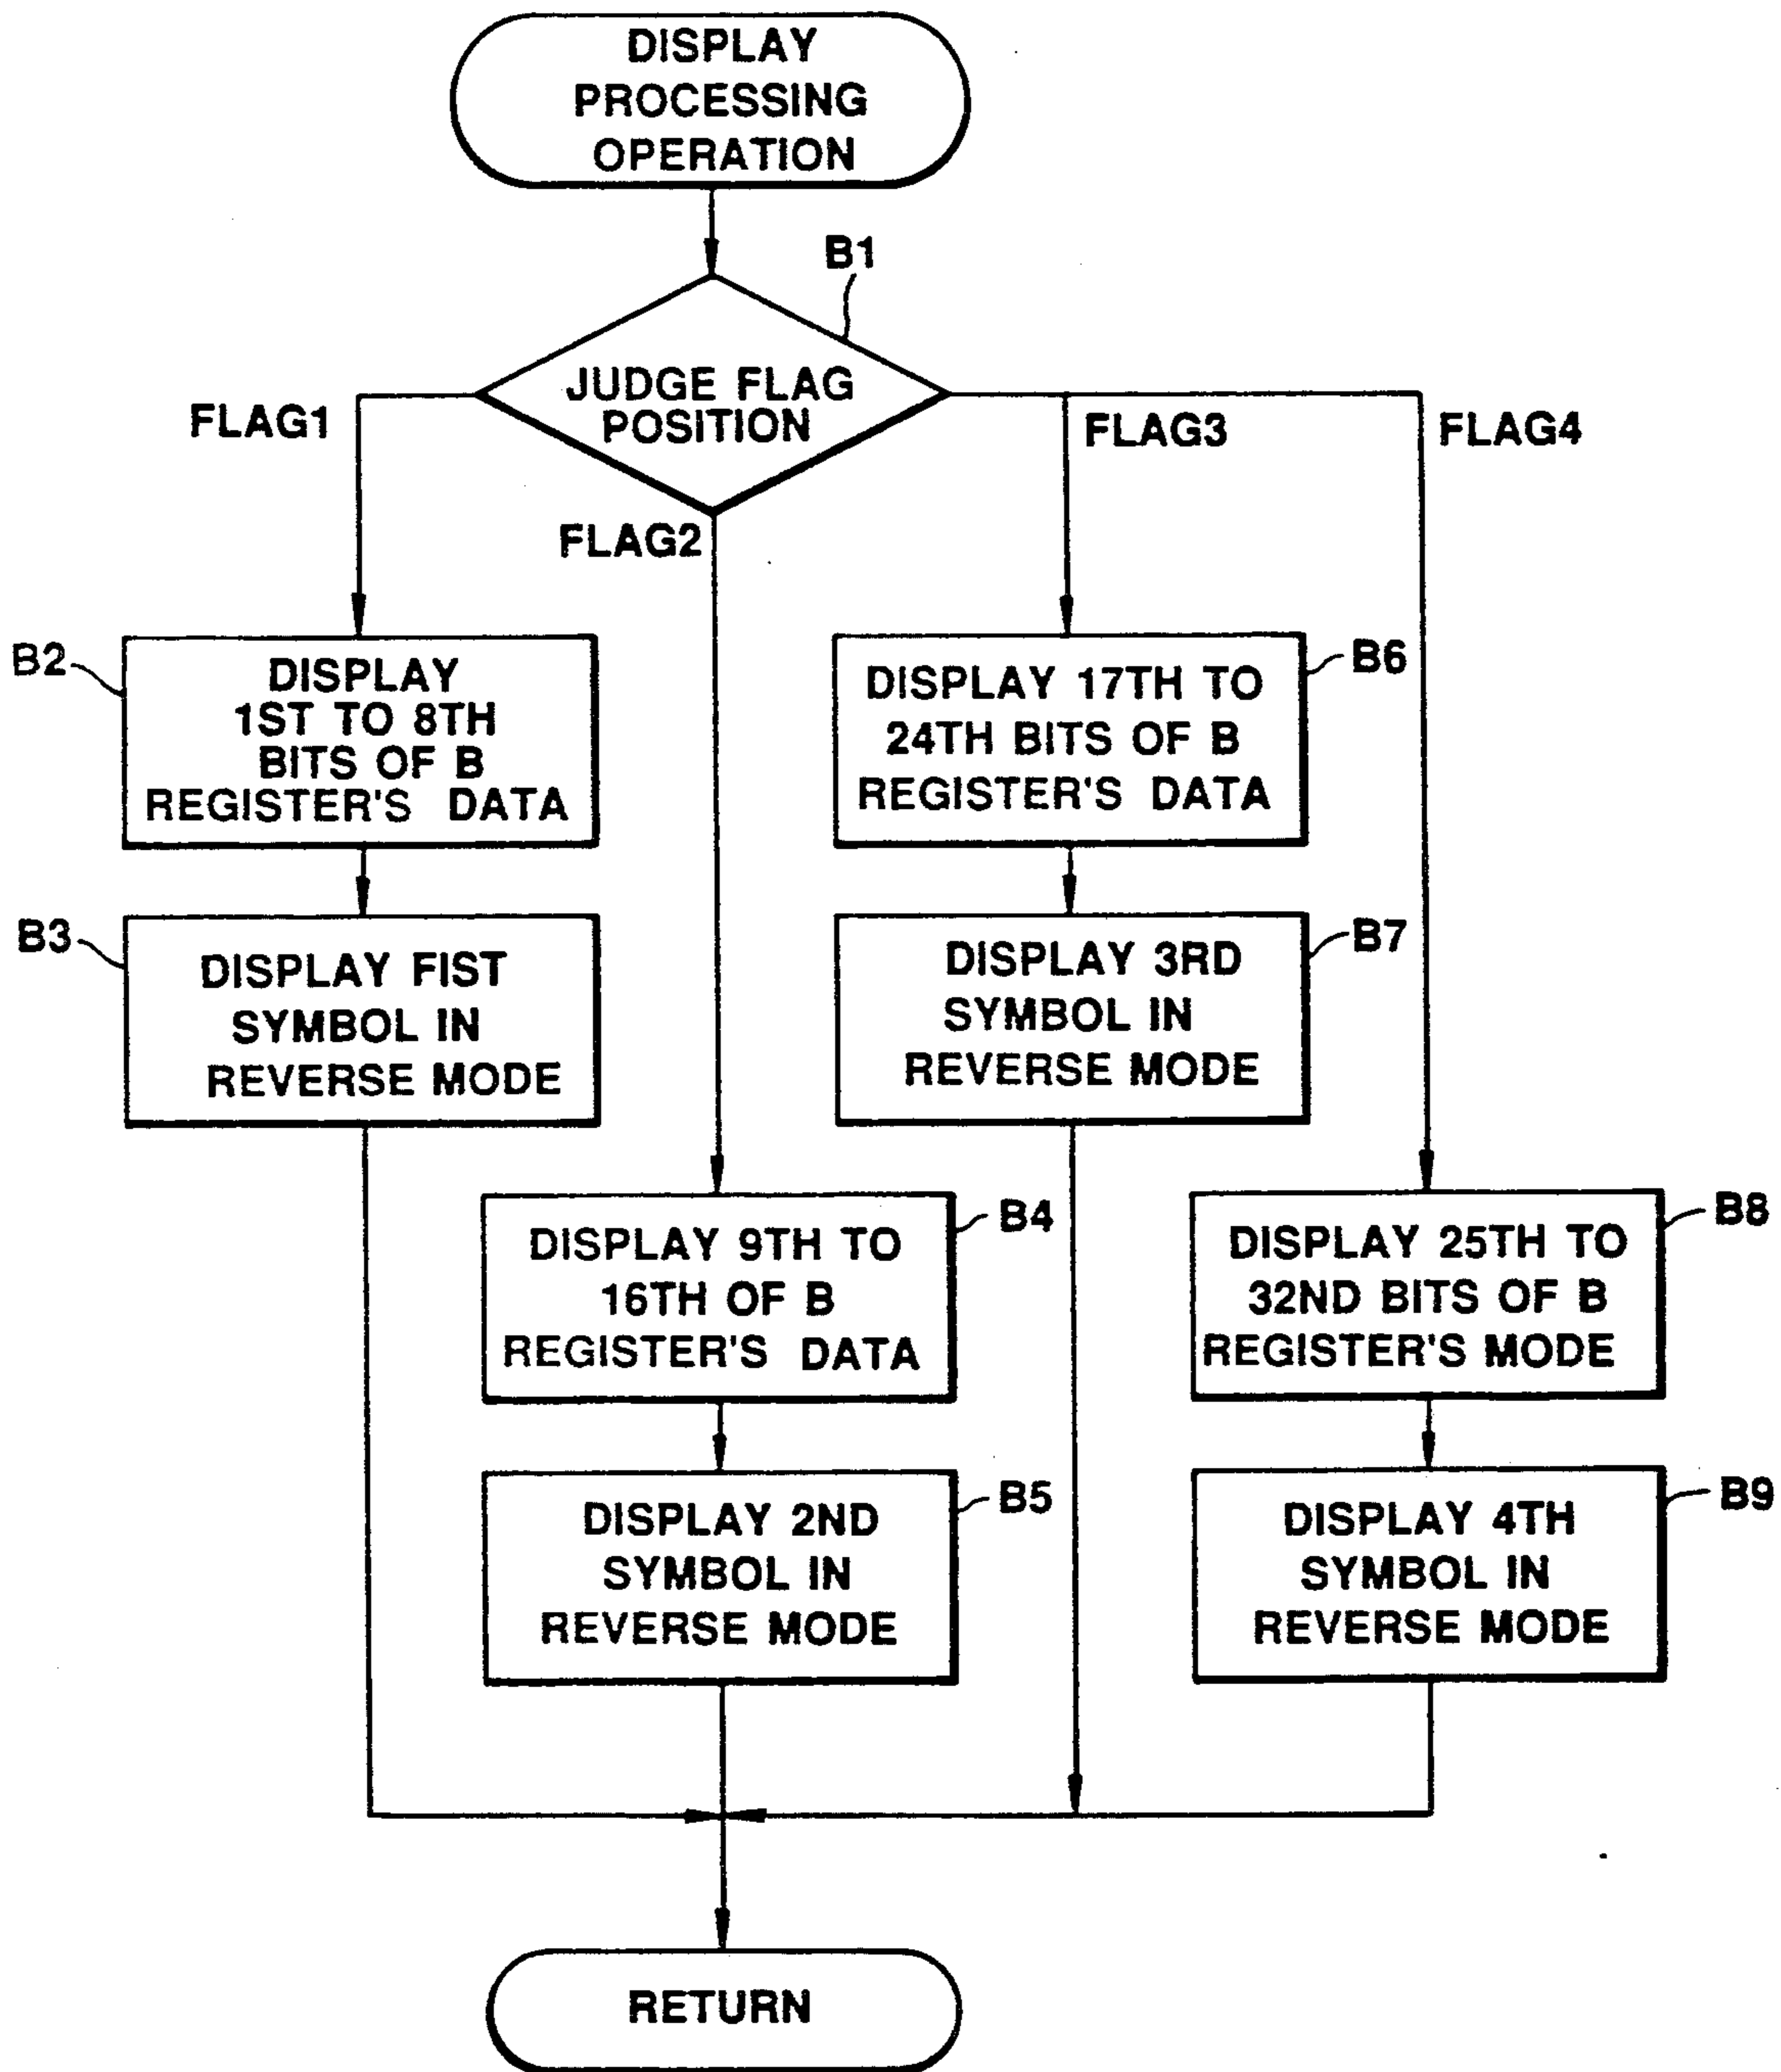 DISPLAY
PROCESSING
OPERATION
B1
JUDGE FLAG
POSITION
FLAG1
FLAG2
FLAG3
FLAG4
B2
DISPLAY
1ST TO 8TH
BITS OF B
REGISTER'S DATA
B3
DISPLAY FIST
SYMBOL IN
REVERSE MODE
B4
DISPLAY 9TH TO
16TH OF B
REGISTER'S DATA
B5
DISPLAY 2ND
SYMBOL IN
REVERSE MODE
B6
DISPLAY 17TH TO
24TH BITS OF B
REGISTER'S DATA
B7
DISPLAY 3RD
SYMBOL IN
REVERSE MODE
B8
DISPLAY 25TH TO
32ND BITS OF B
REGISTER'S MODE
B9
DISPLAY 4TH
SYMBOL IN
REVERSE MODE
RETURN